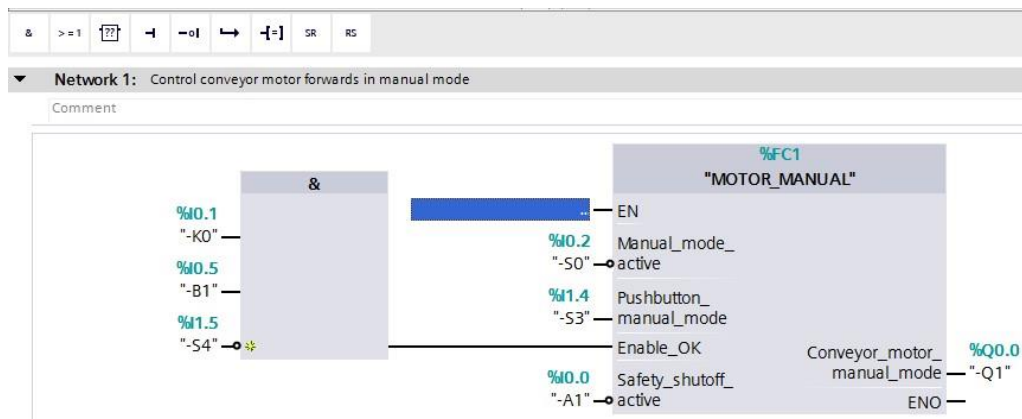 & >=1 ?? -| -o| ↦ -[=] SR RS
Network 1: Control conveyor motor forwards in manual mode
Comment
&
%I0.1
"-K0"
%I0.5
"-B1"
%I1.5
"-S4"
%FC1
"MOTOR_MANUAL"
... EN
%I0.2
"-S0"
Manual_mode_
active
%I1.4
"-S3"
Pushbutton_
manual_mode
Enable_OK
%I0.0
"-A1"
Safety_shutoff_
active
Conveyor_motor_
manual_mode
%Q0.0
"-Q1"
ENO